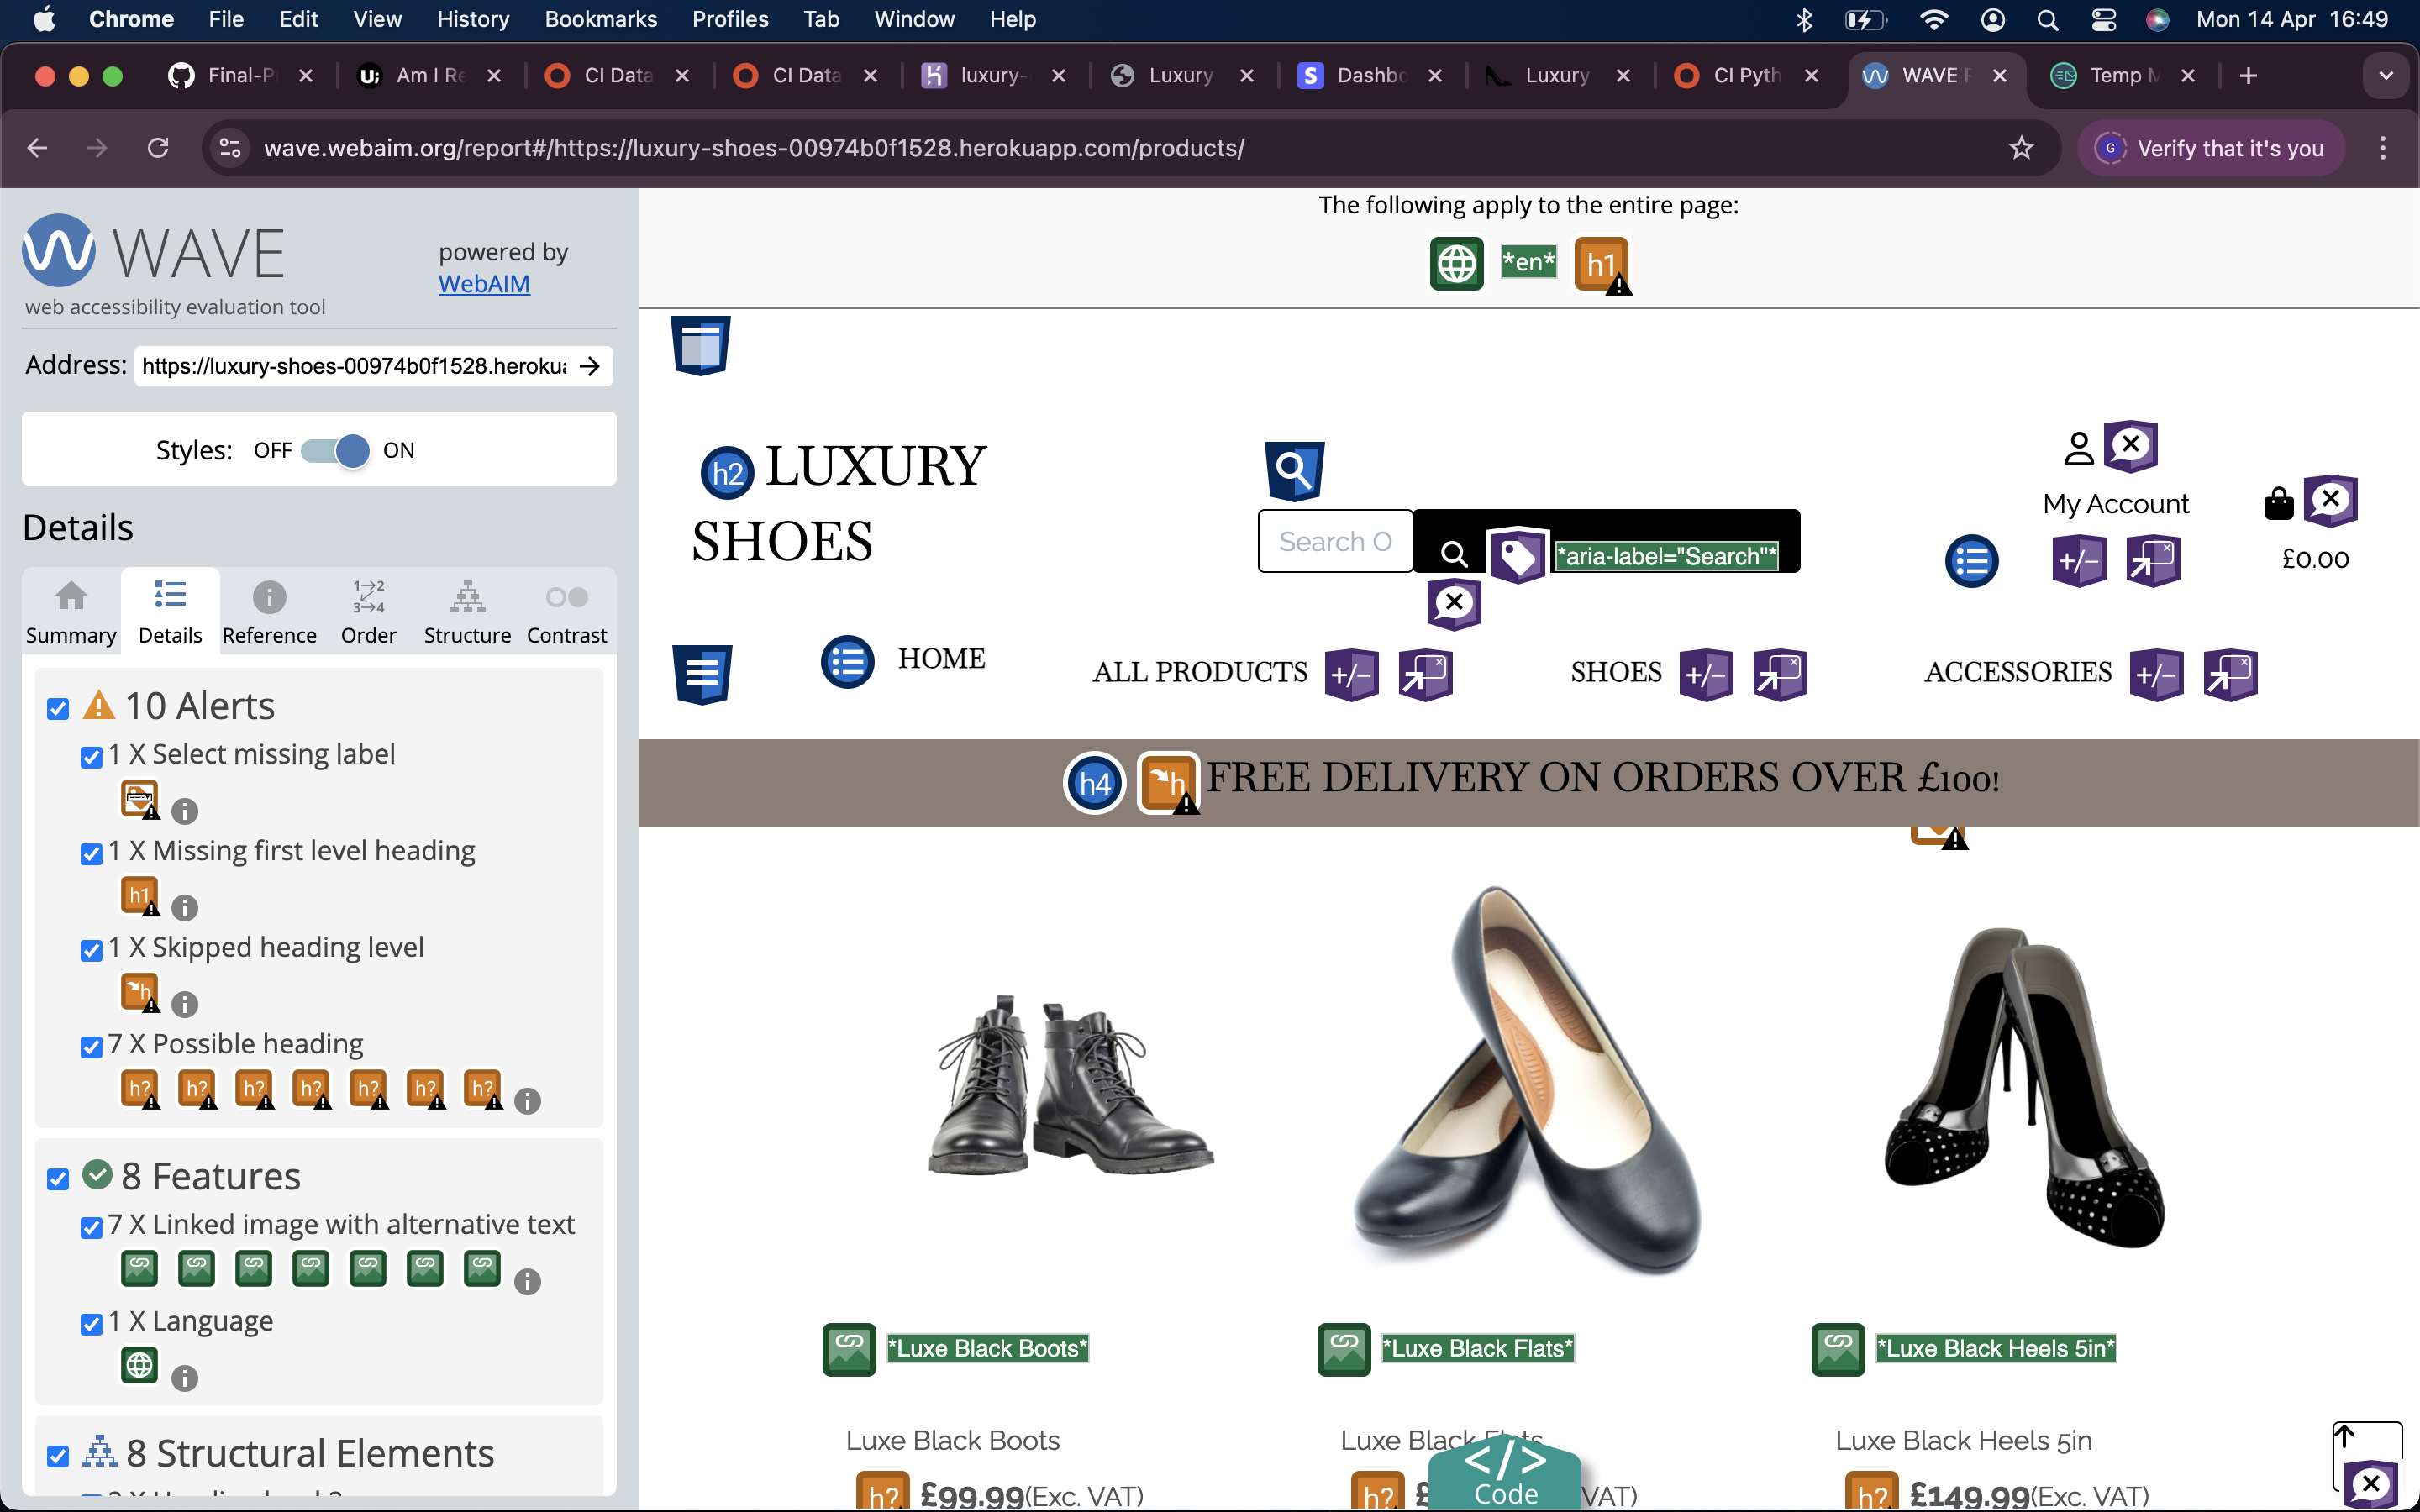 Chrome File Edit View History Bookmarks Profiles Tab Window Help Mon 14 Apr 16:49
Final-P Am I Re CI Data CI Data luxury- Luxury Dashbo Luxury CI Pyth WAVE Temp
wave.webaim.org/report#/https://luxury-shoes-00974b0f1528.herokuapp.com/products/
G Verify that it's you
WAVE
powered by
WebAIM
web accessibility evaluation tool
Address: https://luxury-shoes-00974b0f1528.heroku
Styles: OFF ON
Details
Summary Details Reference Order Structure Contrast
10 Alerts
1 X Select missing label
1 X Missing first level heading
h1
1 X Skipped heading level
h
7 X Possible heading
h? h? h? h? h? h? h?
8 Features
7 X Linked image with alternative text
1 X Language
8 Structural Elements
The following apply to the entire page:
*en* h1
h2 LUXURY
SHOES
Search O
*aria-label="Search"*
My Account
+/-
£0.00
HOME
ALL PRODUCTS +/-
SHOES +/-
ACCESSORIES +/-
h4 h FREE DELIVERY ON ORDERS OVER £100!
*Luxe Black Boots*
*Luxe Black Flats*
*Luxe Black Heels 5in*
Luxe Black Boots
Luxe Black Flats
Luxe Black Heels 5in
h? £99.99(Exc. VAT)
h? £ VAT)
h? £149.99(Exc. VAT)
</>
Code